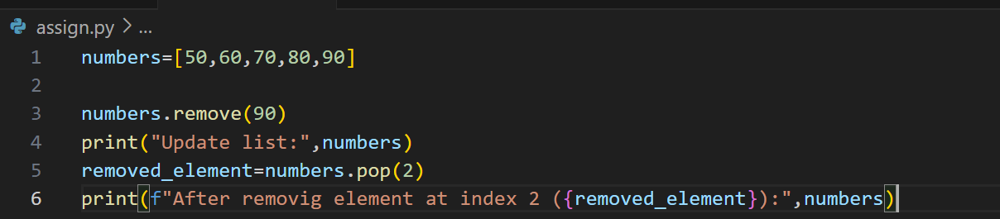 assign.py > ...
1 numbers=[50,60,70,80,90]
2
3 numbers.remove(90)
4 print("Update list:",numbers)
5 removed_element=numbers.pop(2)
6 print(f"After removig element at index 2 ({removed_element}):",numbers)